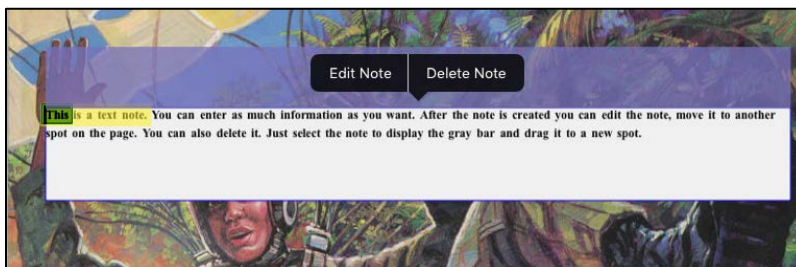 Edit Note Delete Note
This is a text note. You can enter as much information as you want. After the note is created you can edit the note, move it to another
spot on the page. You can also delete it. Just select the note to display the gray bar and drag it to a new spot.